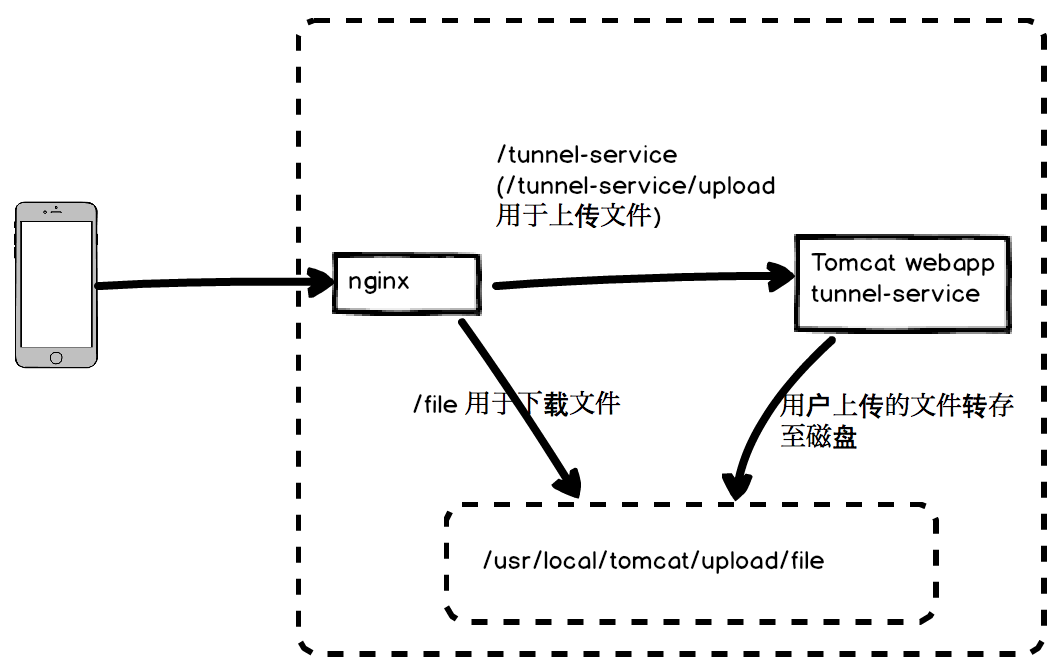 /tunnel-service
(/tunnel-service/upload
用于上传文件)
nginx
Tomcat webapp
tunnel-service
/file 用于下载文件
用户上传的文件转存
至磁盘
/usr/local/tomcat/upload/file